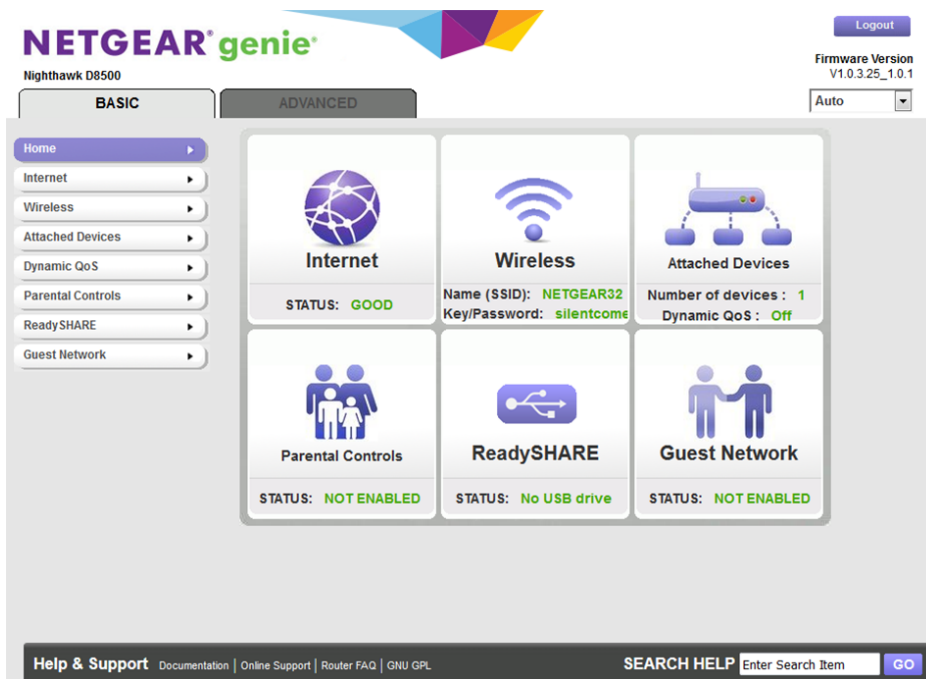 NETGEAR® genie®
Logout
Nighthawk D8500
Firmware Version
V1.0.3.25_1.0.1
BASIC
ADVANCED
Auto
Home
Internet
Wireless
Attached Devices
Dynamic QoS
Parental Controls
ReadySHARE
Guest Network
Internet
STATUS: GOOD
Wireless
Name (SSID): NETGEAR32
Key/Password: silentcome
Attached Devices
Number of devices : 1
Dynamic QoS : Off
Parental Controls
STATUS: NOT ENABLED
ReadySHARE
STATUS: No USB drive
Guest Network
STATUS: NOT ENABLED
Help & Support Documentation | Online Support | Router FAQ | GNU GPL
SEARCH HELP Enter Search Item GO